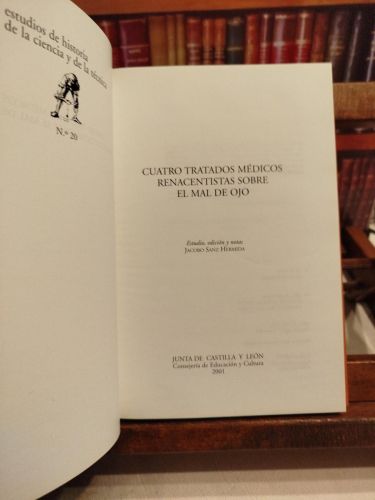 estudios de historia
de la ciencia y de la técnica
N.º 20
CUATRO TRATADOS MÉDICOS
RENACENTISTAS SOBRE
EL MAL DE OJO
Estudio, edición y notas
JACOBO SANZ HERMIDA
JUNTA DE CASTILLA Y LEÓN
Consejería de Educación y Cultura
2001